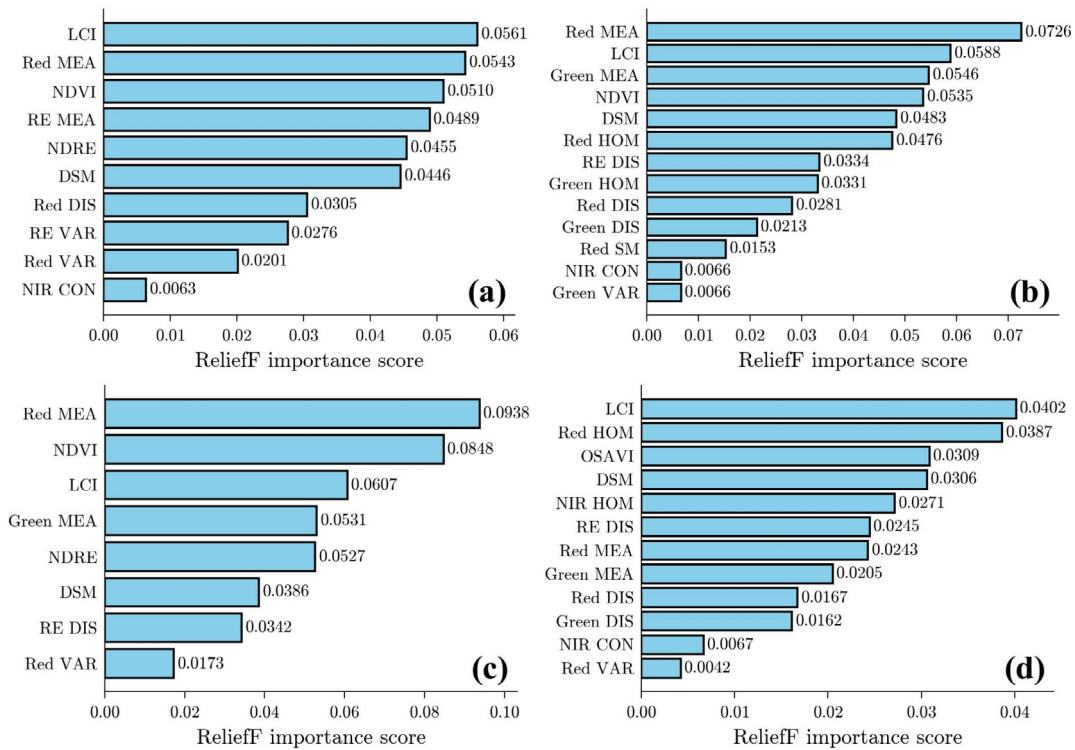 LCI 0.0561
Red MEA 0.0543
NDVI 0.0510
RE MEA 0.0489
NDRE 0.0455
DSM 0.0446
Red DIS 0.0305
RE VAR 0.0276
Red VAR 0.0201
NIR CON 0.0063
(a)
0.00 0.01 0.02 0.03 0.04 0.05 0.06
ReliefF importance score
Red MEA 0.0726
LCI 0.0588
Green MEA 0.0546
NDVI 0.0535
DSM 0.0483
Red HOM 0.0476
RE DIS 0.0334
Green HOM 0.0331
Red DIS 0.0281
Green DIS 0.0213
Red SM 0.0153
NIR CON 0.0066
Green VAR 0.0066
(b)
0.00 0.01 0.02 0.03 0.04 0.05 0.06 0.07
ReliefF importance score
Red MEA 0.0938
NDVI 0.0848
LCI 0.0607
Green MEA 0.0531
NDRE 0.0527
DSM 0.0386
RE DIS 0.0342
Red VAR 0.0173
(c)
0.00 0.02 0.04 0.06 0.08 0.10
ReliefF importance score
LCI 0.0402
Red HOM 0.0387
OSAVI 0.0309
DSM 0.0306
NIR HOM 0.0271
RE DIS 0.0245
Red MEA 0.0243
Green MEA 0.0205
Red DIS 0.0167
Green DIS 0.0162
NIR CON 0.0067
Red VAR 0.0042
(d)
0.00 0.01 0.02 0.03 0.04
ReliefF importance score